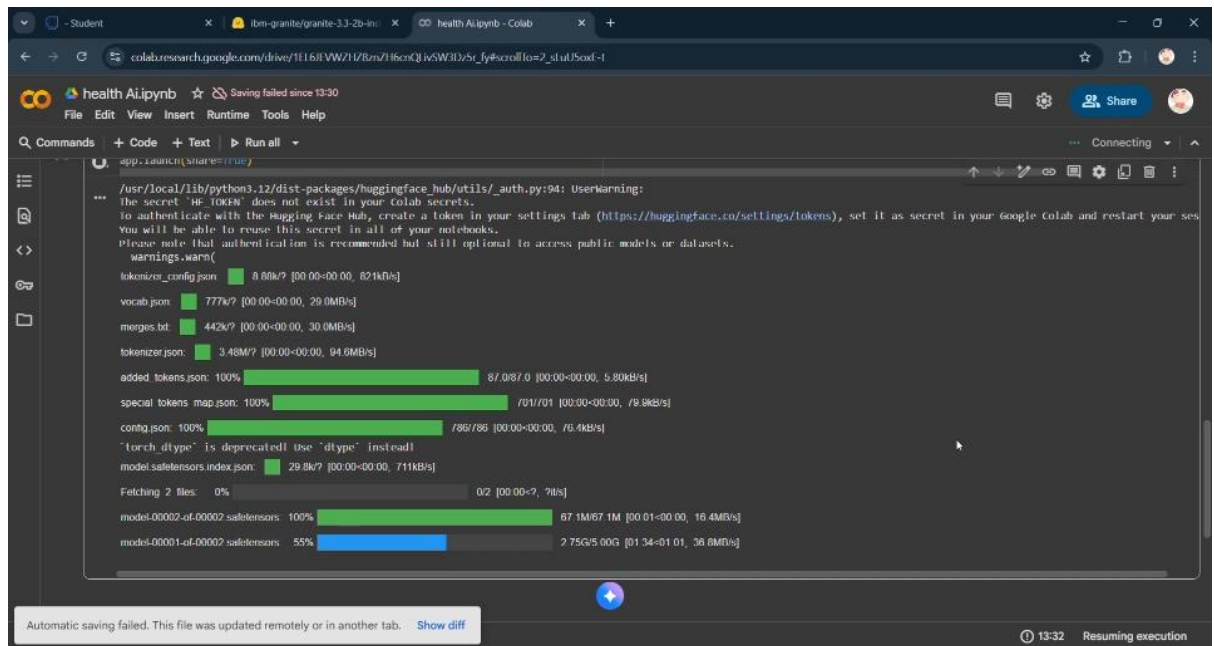 - Student
ibm-granite/granite-3.3-2b-ins
health Ai.ipynb - Colab
health Ai.ipynb
Saving failed since 13:30
File Edit View Insert Runtime Tools Help
Share
Commands + Code + Text Run all
Connecting
app.launch(share=True)
/usr/local/lib/python3.12/dist-packages/huggingface_hub/utils/_auth.py:94: UserWarning:
The secret `HF_TOKEN` does not exist in your Colab secrets.
To authenticate with the Hugging Face Hub, create a token in your settings tab (https://huggingface.co/settings/tokens), set it as secret in your Google Colab and restart your ses
You will be able to reuse this secret in all of your notebooks.
Please note that authentication is recommended but still optional to access public models or datasets.
warnings.warn(
tokenizer_config.json: 8.88k/? [00:00<00:00, 821kB/s]
vocab.json: 777k/? [00:00<00:00, 29.0MB/s]
merges.txt: 442k/? [00:00<00:00, 30.0MB/s]
tokenizer.json: 3.48M/? [00:00<00:00, 94.6MB/s]
added_tokens.json: 100% 87.0/87.0 [00:00<00:00, 5.80kB/s]
special_tokens_map.json: 100% 701/701 [00:00<00:00, 79.9kB/s]
config.json: 100% 786/786 [00:00<00:00, 76.4kB/s]
`torch_dtype` is deprecated! Use `dtype` instead!
model.safetensors.index.json: 29.8k/? [00:00<00:00, 711kB/s]
Fetching 2 files: 0% 0/2 [00:00<?, ?it/s]
model-00002-of-00002.safetensors: 100% 67.1M/67.1M [00:01<00:00, 16.4MB/s]
model-00001-of-00002.safetensors: 55% 2.75G/5.00G [01:34<01:01, 36.8MB/s]
Automatic saving failed. This file was updated remotely or in another tab. Show diff
13:32 Resuming execution